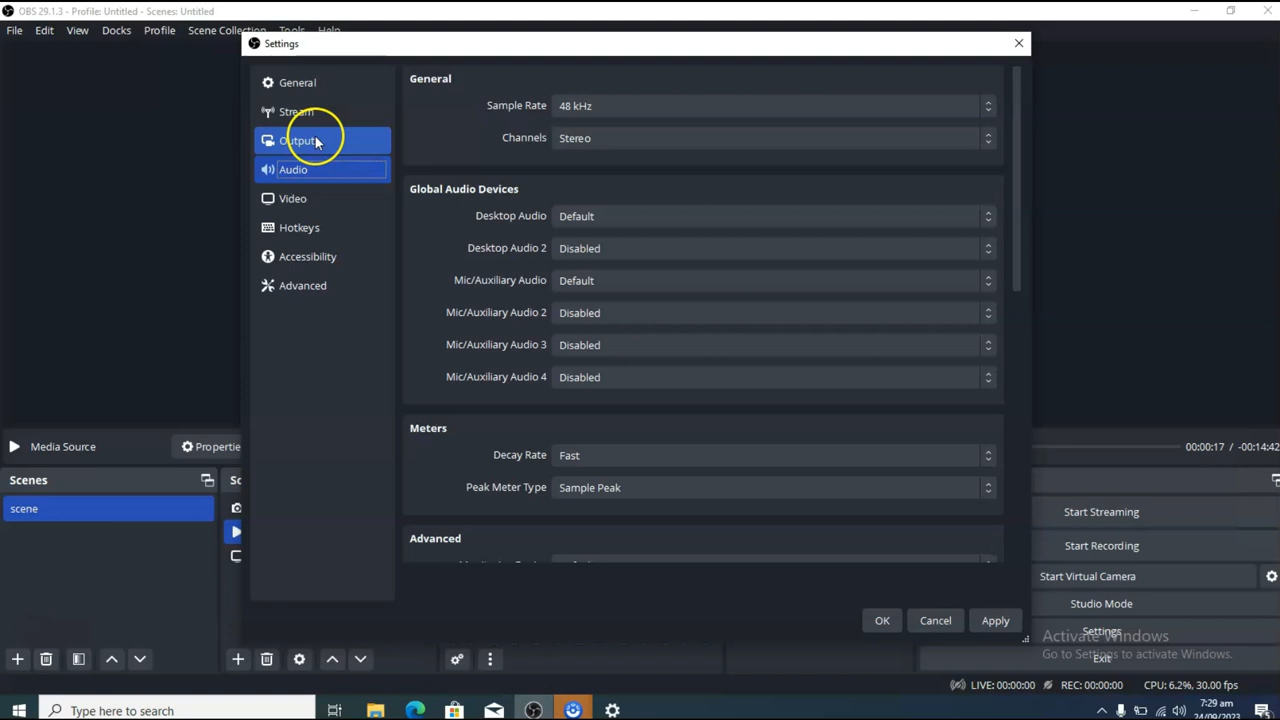 OBS 29.1.3 - Profile: Untitled - Scenes: Untitled
File Edit View Docks Profile Scene Collection Tools Help
Settings
General
Stream
Output
Audio
Video
Hotkeys
Accessibility
Advanced
General
Sample Rate 48 kHz
Channels Stereo
Global Audio Devices
Desktop Audio Default
Desktop Audio 2 Disabled
Mic/Auxiliary Audio Default
Mic/Auxiliary Audio 2 Disabled
Mic/Auxiliary Audio 3 Disabled
Mic/Auxiliary Audio 4 Disabled
Meters
Decay Rate Fast
Peak Meter Type Sample Peak
Advanced
OK Cancel Apply
Media Source Propertie
00:00:17 / -00:14:42
Scenes
scene
Start Streaming
Start Recording
Start Virtual Camera
Studio Mode
Settings
Exit
Activate Windows
Go to Settings to activate Windows.
LIVE: 00:00:00 REC: 00:00:00 CPU: 6.2%, 30.00 fps
Type here to search
7:29 am
24/09/2023